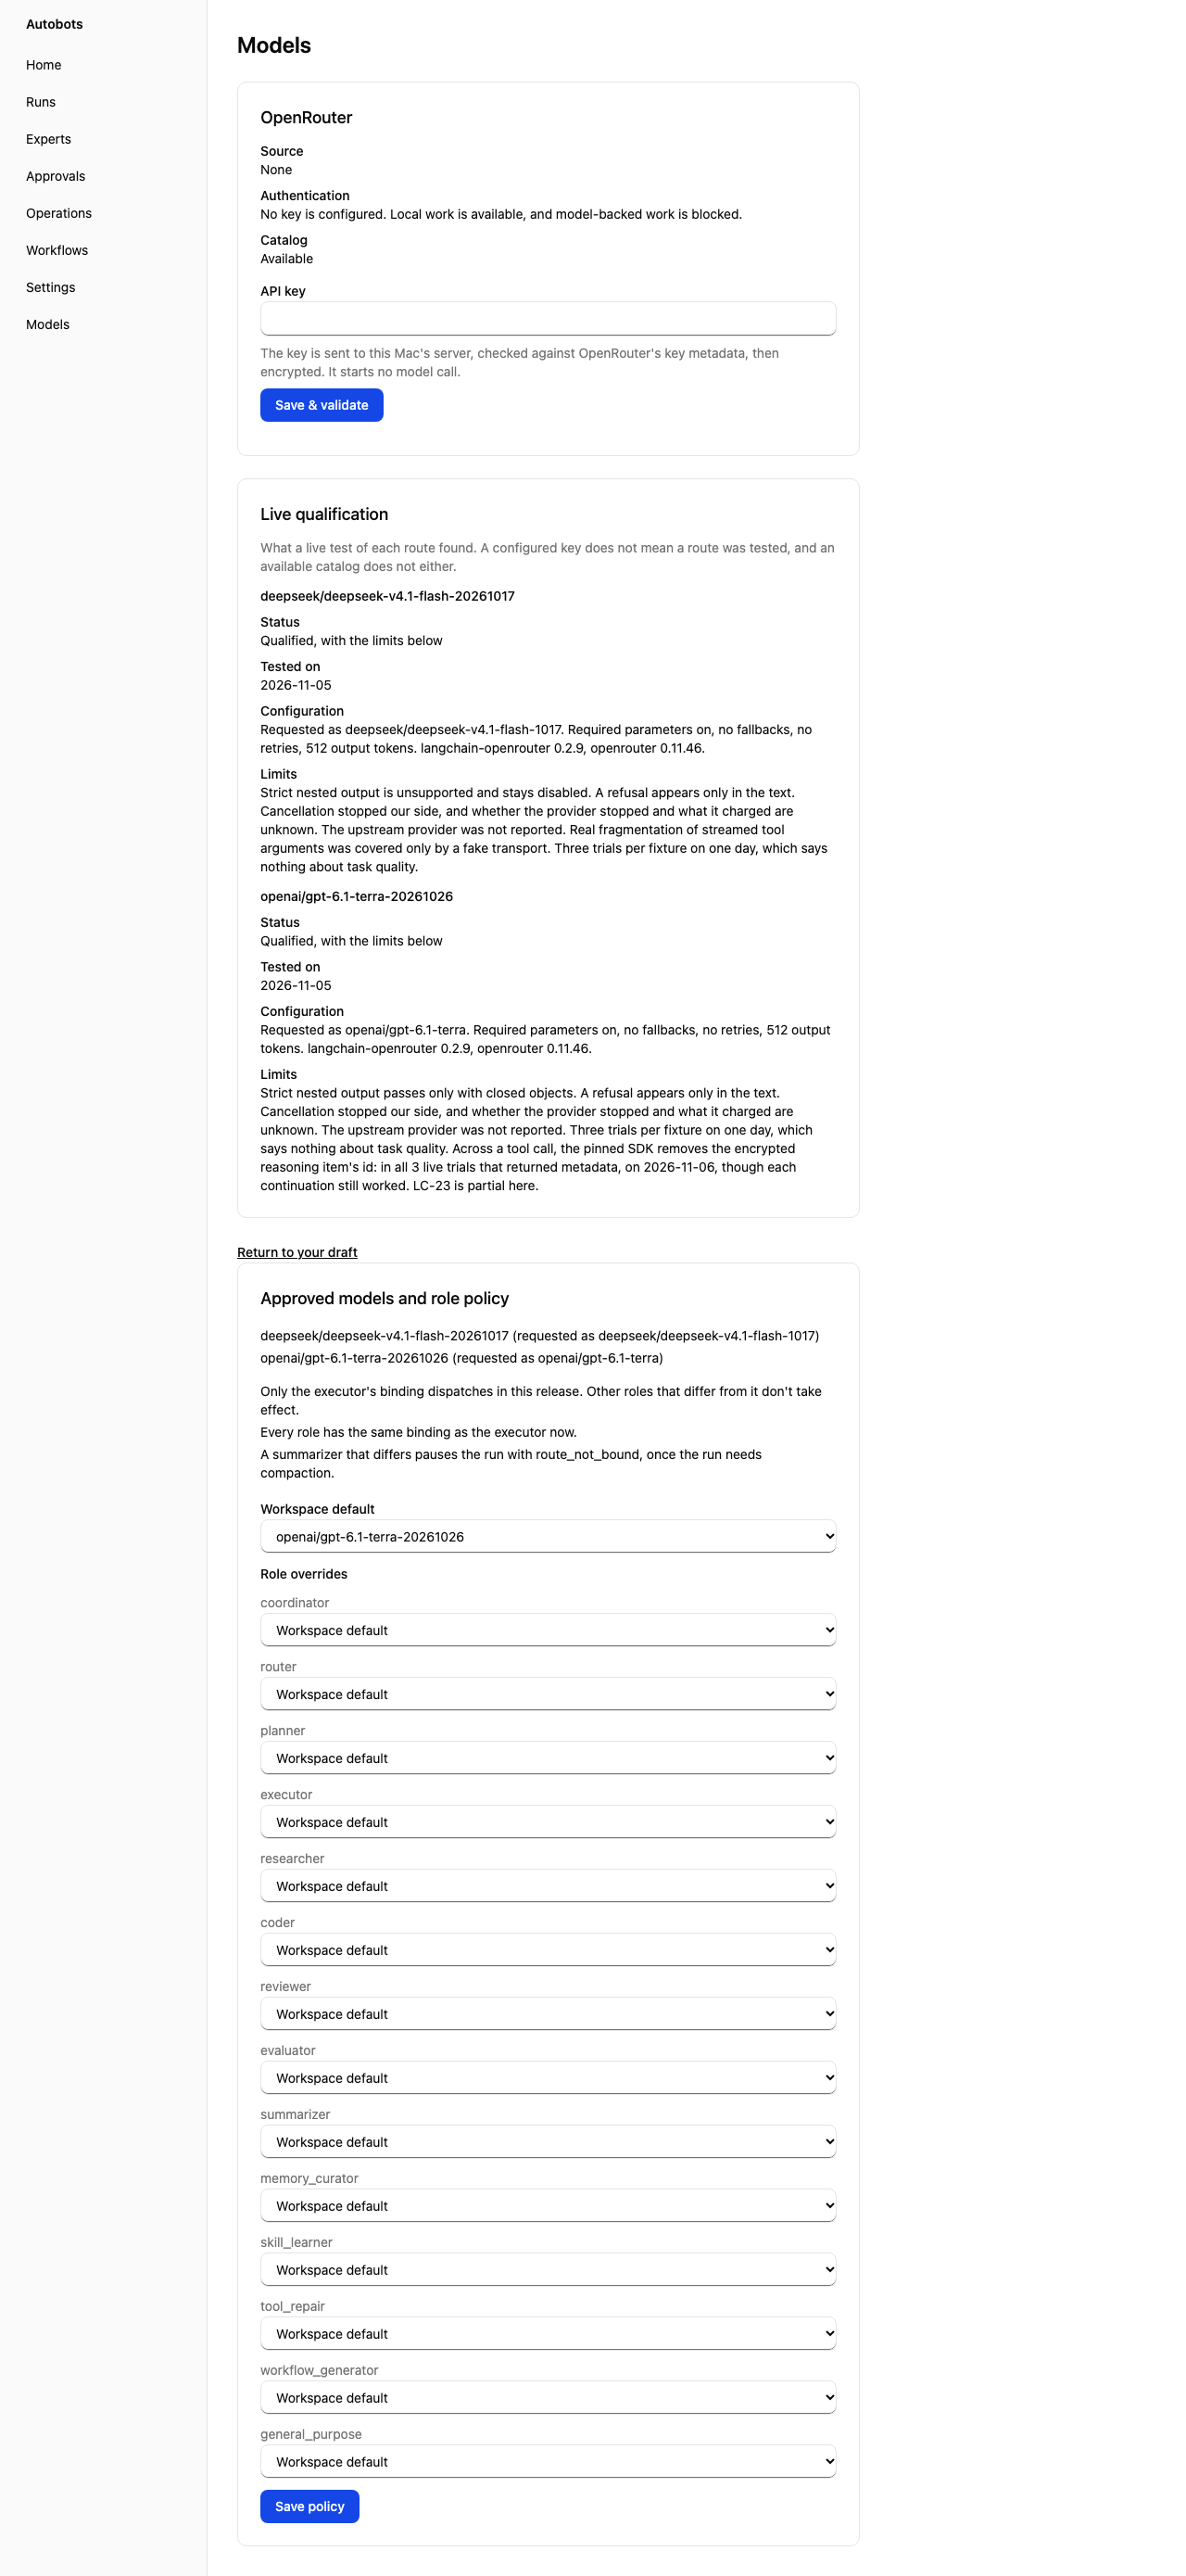 Autobots
Home
Runs
Experts
Approvals
Operations
Workflows
Settings
Models
Models
OpenRouter
Source
None
Authentication
No key is configured. Local work is available, and model-backed work is blocked.
Catalog
Available
API key
The key is sent to this Mac's server, checked against OpenRouter's key metadata, then
encrypted. It starts no model call.
Save & validate
Live qualification
What a live test of each route found. A configured key does not mean a route was tested, and an
available catalog does not either.
deepseek/deepseek-v4.1-flash-20261017
Status
Qualified, with the limits below
Tested on
2026-11-05
Configuration
Requested as deepseek/deepseek-v4.1-flash-1017. Required parameters on, no fallbacks, no
retries, 512 output tokens. langchain-openrouter 0.2.9, openrouter 0.11.46.
Limits
Strict nested output is unsupported and stays disabled. A refusal appears only in the text.
Cancellation stopped our side, and whether the provider stopped and what it charged are
unknown. The upstream provider was not reported. Real fragmentation of streamed tool
arguments was covered only by a fake transport. Three trials per fixture on one day, which says
nothing about task quality.
openai/gpt-6.1-terra-20261026
Status
Qualified, with the limits below
Tested on
2026-11-05
Configuration
Requested as openai/gpt-6.1-terra. Required parameters on, no fallbacks, no retries, 512 output
tokens. langchain-openrouter 0.2.9, openrouter 0.11.46.
Limits
Strict nested output passes only with closed objects. A refusal appears only in the text.
Cancellation stopped our side, and whether the provider stopped and what it charged are
unknown. The upstream provider was not reported. Three trials per fixture on one day, which
says nothing about task quality. Across a tool call, the pinned SDK removes the encrypted
reasoning item's id: in all 3 live trials that returned metadata, on 2026-11-06, though each
continuation still worked. LC-23 is partial here.
Return to your draft
Approved models and role policy
deepseek/deepseek-v4.1-flash-20261017 (requested as deepseek/deepseek-v4.1-flash-1017)
openai/gpt-6.1-terra-20261026 (requested as openai/gpt-6.1-terra)
Only the executor's binding dispatches in this release. Other roles that differ from it don't take
effect.
Every role has the same binding as the executor now.
A summarizer that differs pauses the run with route_not_bound, once the run needs
compaction.
Workspace default
openai/gpt-6.1-terra-20261026
Role overrides
coordinator
Workspace default
router
Workspace default
planner
Workspace default
executor
Workspace default
researcher
Workspace default
coder
Workspace default
reviewer
Workspace default
evaluator
Workspace default
summarizer
Workspace default
memory_curator
Workspace default
skill_learner
Workspace default
tool_repair
Workspace default
workflow_generator
Workspace default
general_purpose
Workspace default
Save policy